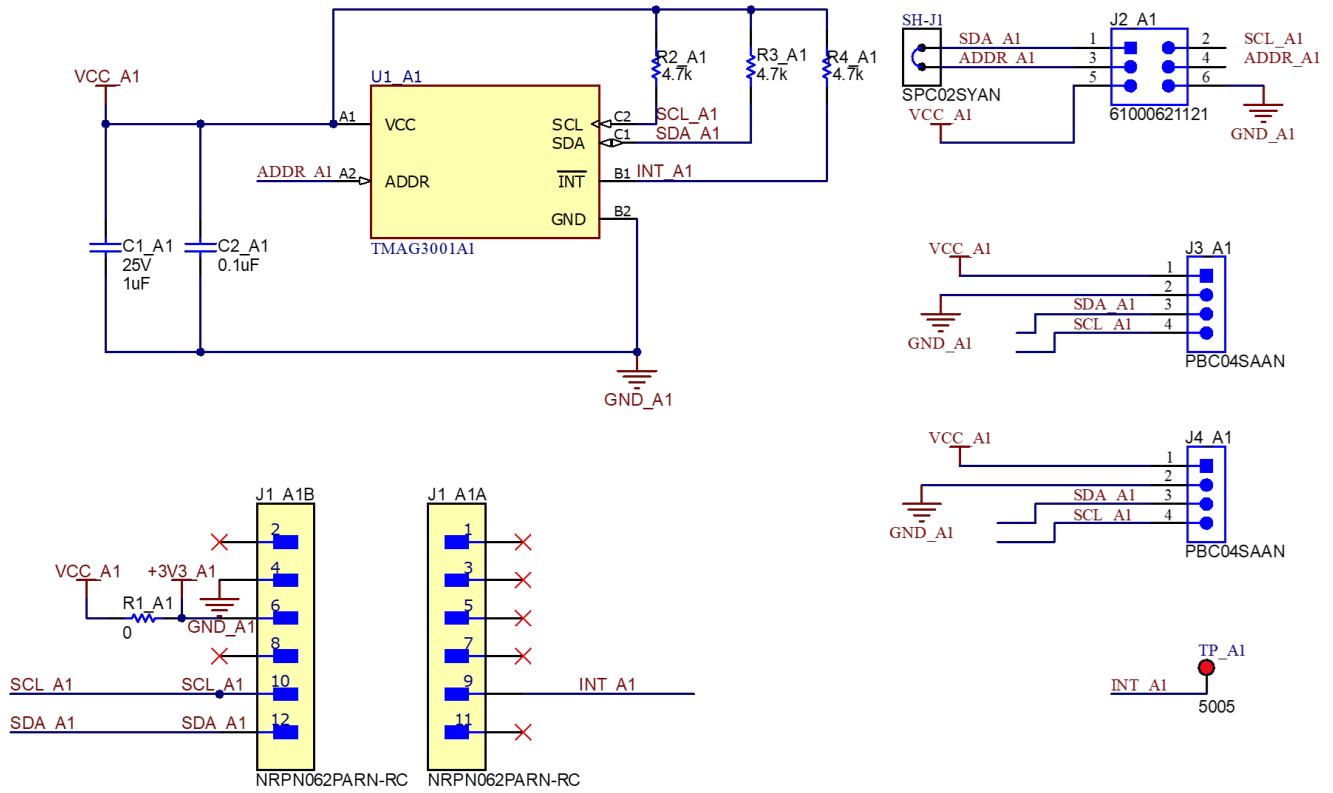 VCC_A1
U1_A1
A1
VCC
A2
ADDR_A1
ADDR
SCL
SDA
INT
GND
C2
SCL_A1
C1
SDA_A1
B1
INT_A1
B2
TMAG3001A1
R2_A1
4.7k
R3_A1
4.7k
R4_A1
4.7k
C1_A1
25V
1uF
C2_A1
0.1uF
GND_A1
SH-J1
SPC02SYAN
SDA_A1
ADDR_A1
VCC_A1
J2_A1
1
3
5
2
4
6
SCL_A1
ADDR_A1
61000621121
GND_A1
VCC_A1
GND_A1
SDA_A1
SCL_A1
J3_A1
1
2
3
4
PBC04SAAN
VCC_A1
GND_A1
SDA_A1
SCL_A1
J4_A1
1
2
3
4
PBC04SAAN
J1_A1B
2
4
6
8
10
12
VCC_A1
+3V3_A1
R1_A1
0
GND_A1
SCL_A1
SCL_A1
SDA_A1
SDA_A1
NRPN062PARN-RC
J1_A1A
1
3
5
7
9
11
INT_A1
NRPN062PARN-RC
TP_A1
INT_A1
5005